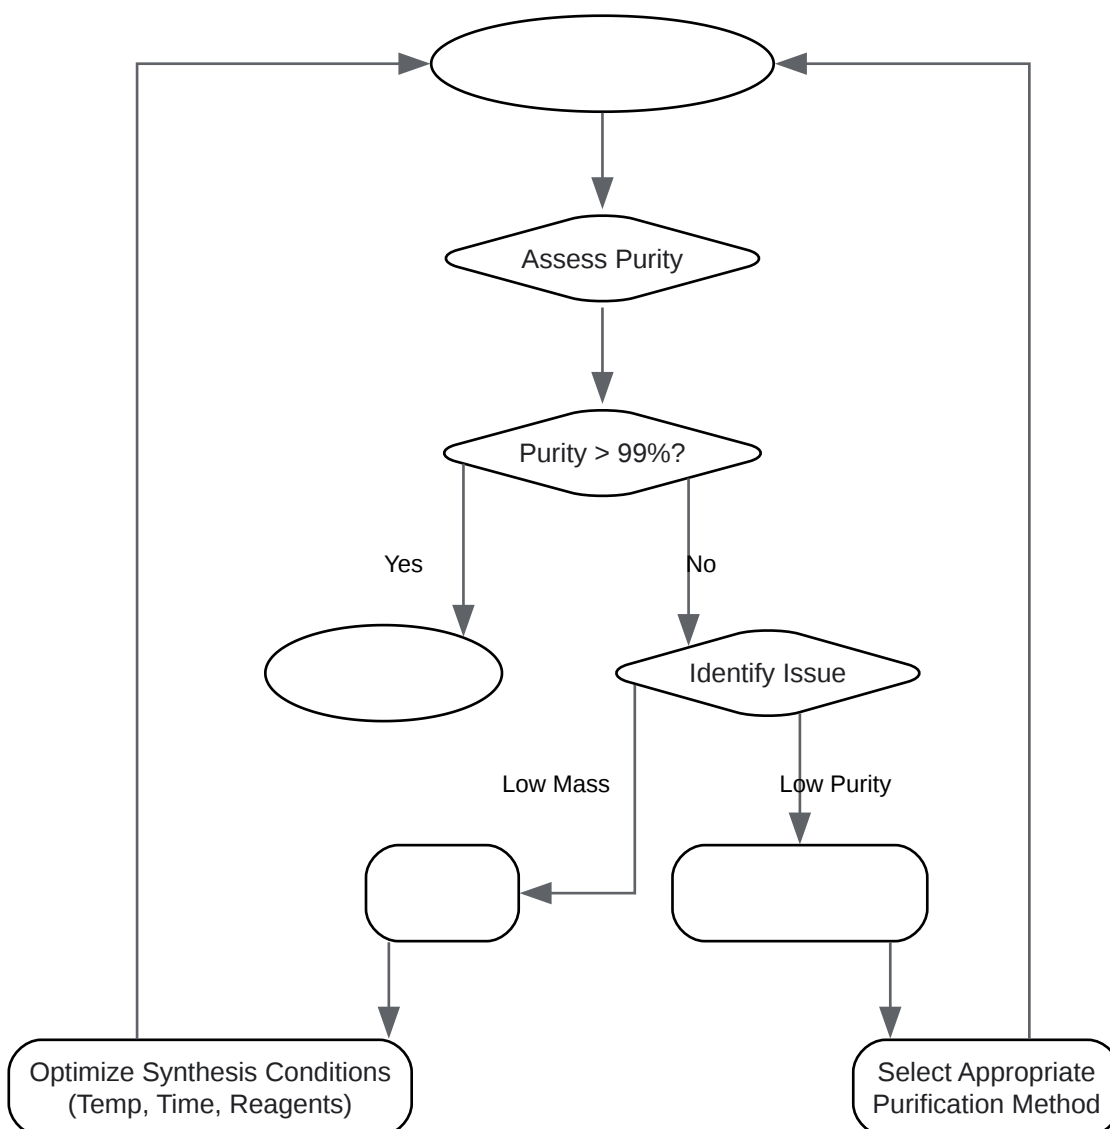 Assess Purity
Purity > 99%?
Yes
No
Identify Issue
Low Mass
Low Purity
Optimize Synthesis Conditions
(Temp, Time, Reagents)
Select Appropriate
Purification Method